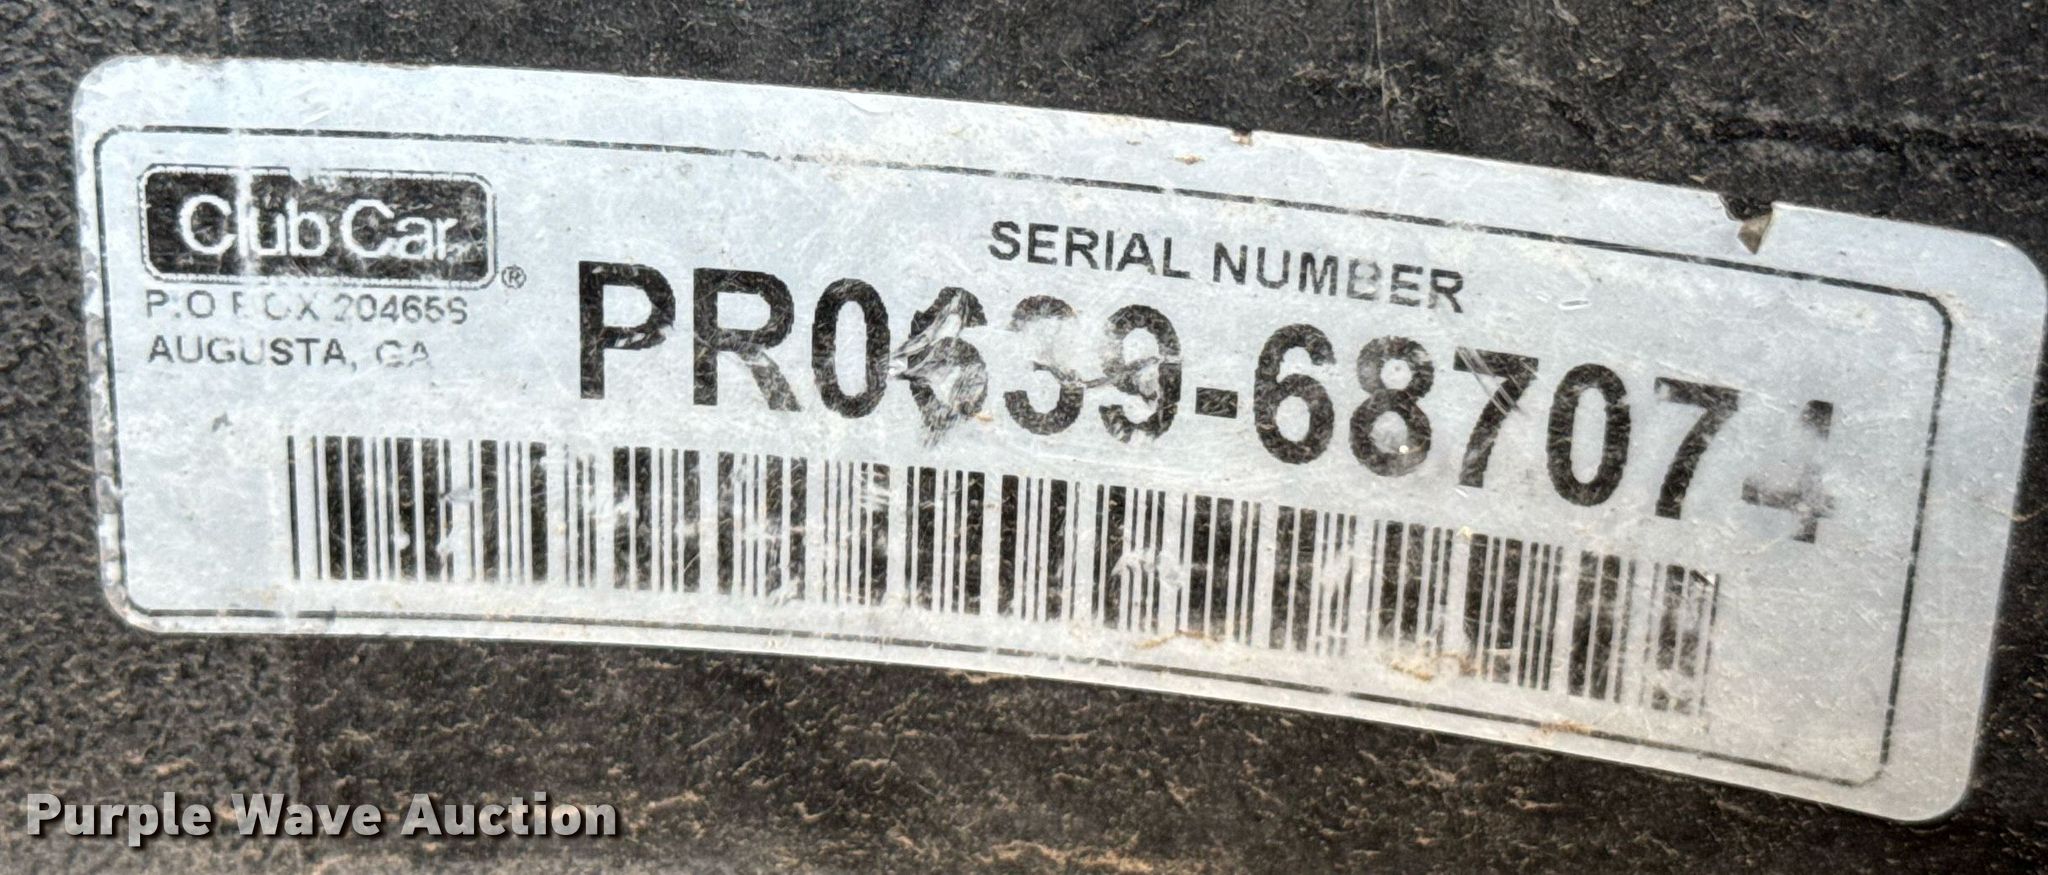 Club Car®
P.O BOX 204658
AUGUSTA, GA
SERIAL NUMBER
PR0639-687074
Purple Wave Auction